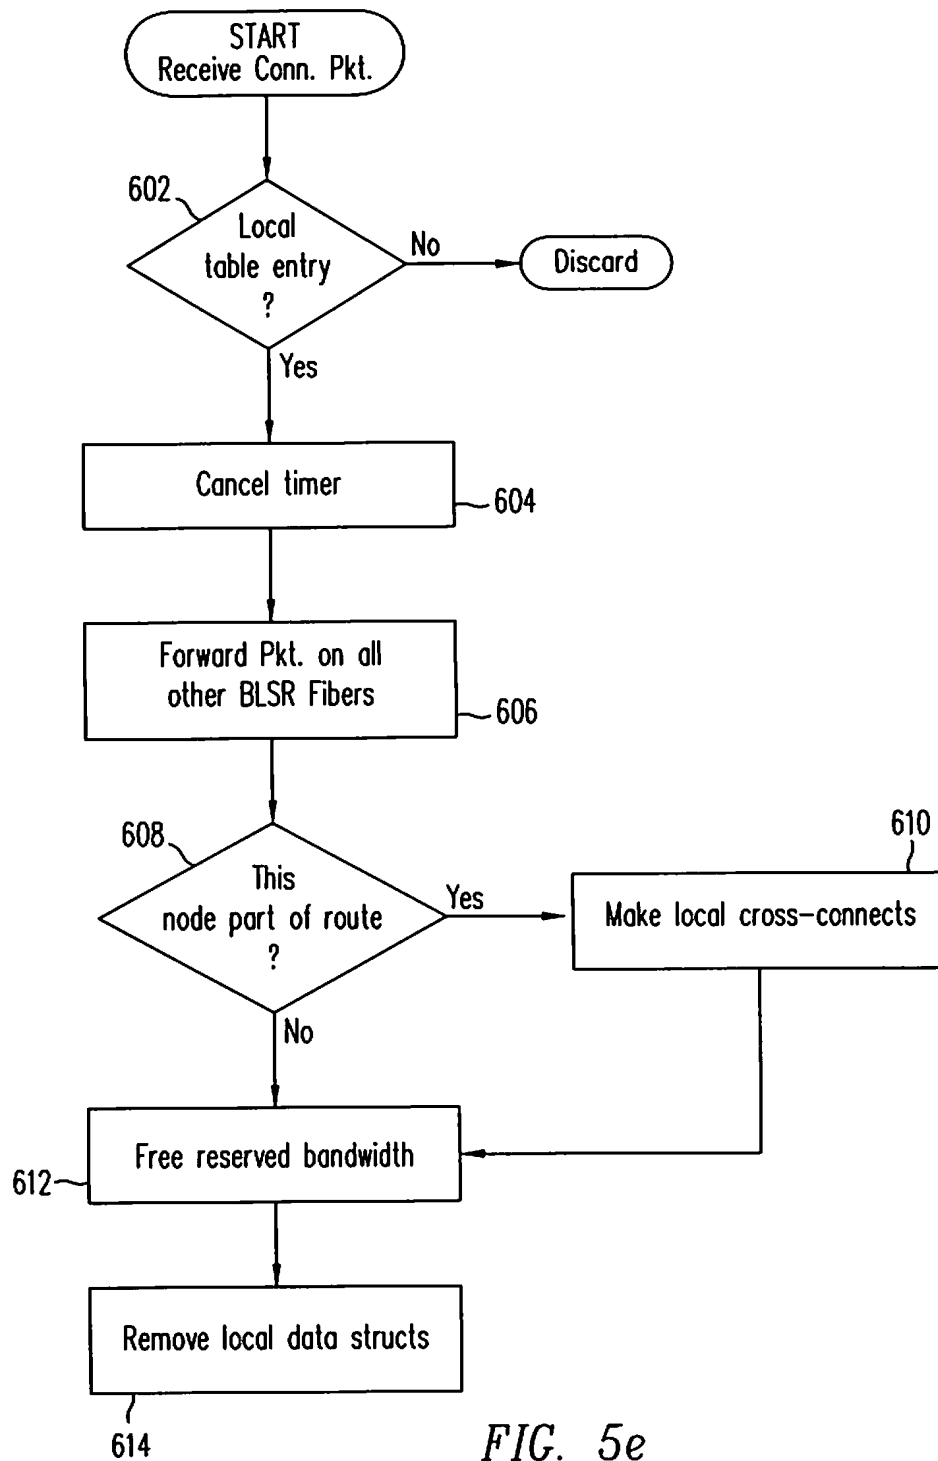 START
Receive Conn. Pkt.
602
Local
table entry
?
No
Discard
Yes
Cancel timer
604
Forward Pkt. on all
other BLSR Fibers
606
608
This
node part of route
?
Yes
610
Make local cross-connects
No
Free reserved bandwidth
612
Remove local data structs
614
FIG. 5e